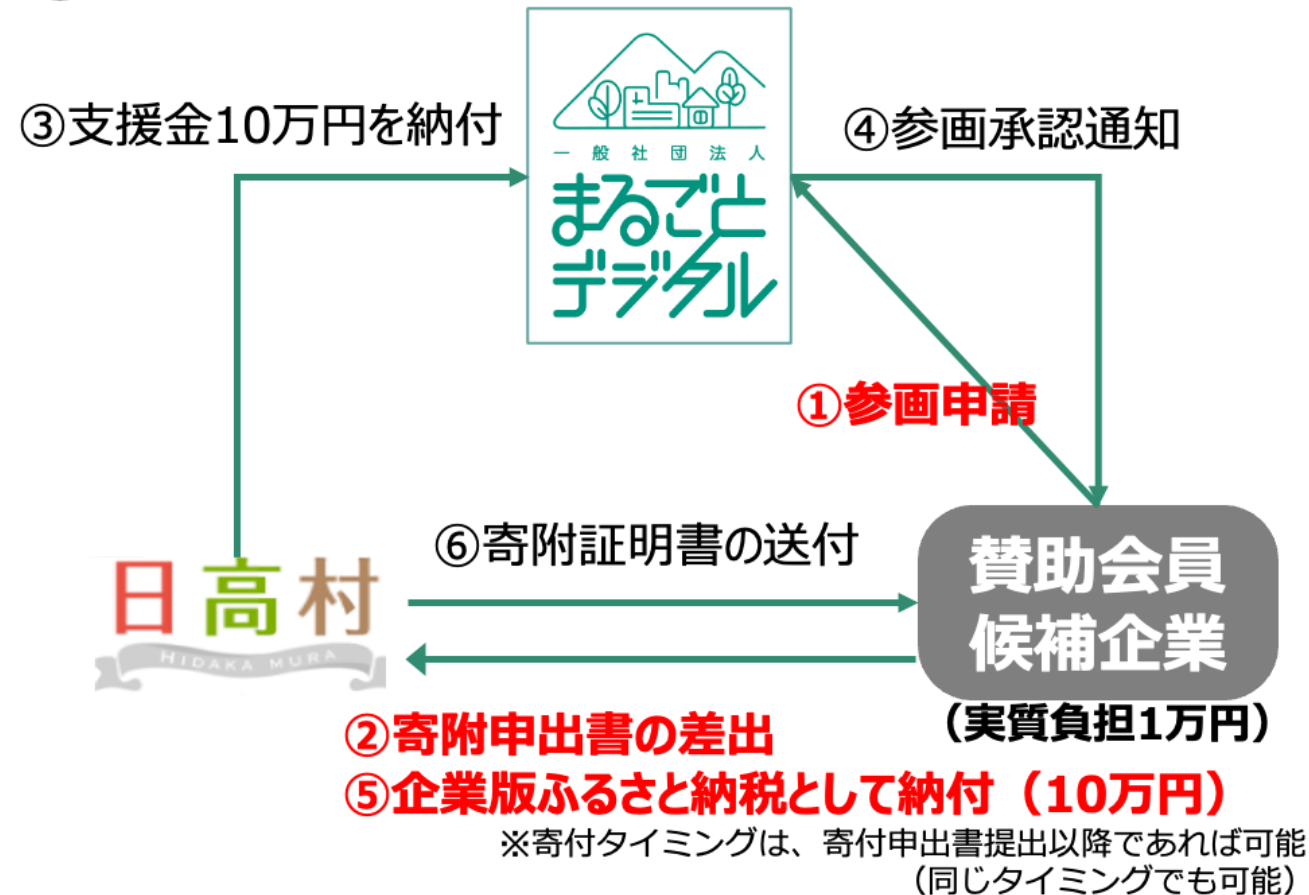 ③支援金10万円を納付
一般社団法人
まるごと
デジタル
④参画承認通知
①参画申請
⑥寄附証明書の送付
日高村
HIDAKA MURA
賛助会員
候補企業
（実質負担1万円）
②寄附申出書の差出
⑤企業版ふるさと納税として納付（10万円）
※寄付タイミングは、寄付申出書提出以降であれば可能
（同じタイミングでも可能）